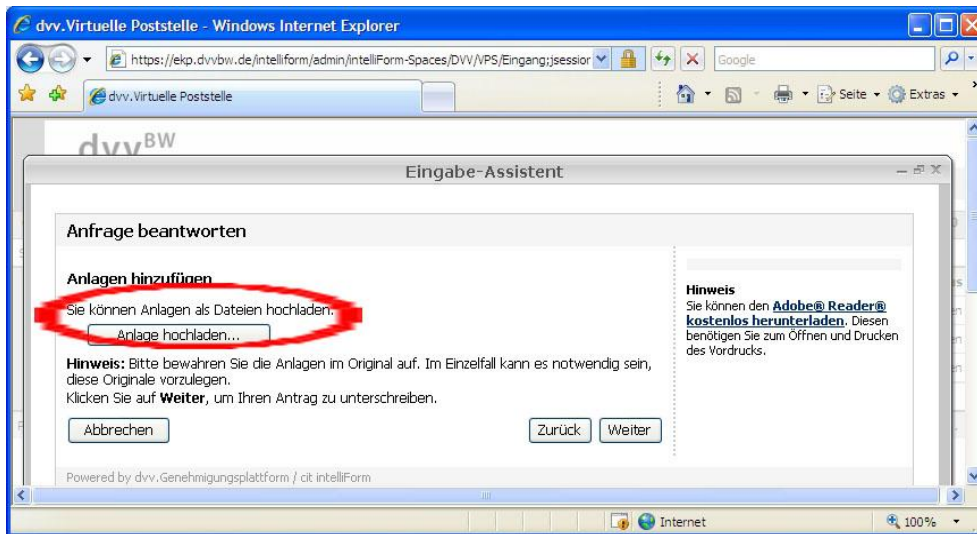 dvv.Virtuelle Poststelle - Windows Internet Explorer
https://ekp.dvvbw.de/intelliform/admin/intelliForm-Spaces/DVV/VPS/Eingang;jsessior
Google
dvv.Virtuelle Poststelle
Seite
Extras
dvv BW
Eingabe-Assistent
Anfrage beantworten
Anlagen hinzufügen
Sie können Anlagen als Dateien hochladen.
Anlage hochladen...
Hinweis: Bitte bewahren Sie die Anlagen im Original auf. Im Einzelfall kann es notwendig sein,
diese Originale vorzulegen.
Klicken Sie auf Weiter, um Ihren Antrag zu unterschreiben.
Abbrechen
Zurück
Weiter
Hinweis
Sie können den Adobe® Reader®
kostenlos herunterladen. Diesen
benötigen Sie zum Öffnen und Drucken
des Vordrucks.
Powered by dvv.Genehmigungsplattform / cit intelliForm
Internet
100%